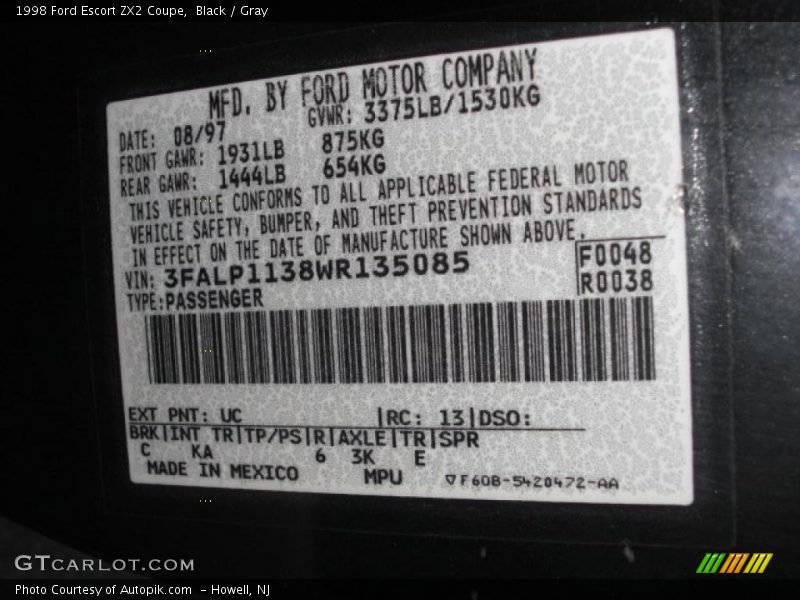 1998 Ford Escort ZX2 Coupe,  Black / Gray
MFD. BY FORD MOTOR COMPANY
DATE: 08/97 GVWR: 3375LB/1530KG
FRONT GAWR: 1931LB 875KG
REAR GAWR: 1444LB 654KG
THIS VEHICLE CONFORMS TO ALL APPLICABLE FEDERAL MOTOR
VEHICLE SAFETY, BUMPER, AND THEFT PREVENTION STANDARDS
IN EFFECT ON THE DATE OF MANUFACTURE SHOWN ABOVE.
VIN: 3FALP1138WR135085 F0048
TYPE:PASSENGER R0038
EXT PNT: UC |RC: 13|DSO:
BRK|INT TR|TP/PS|R|AXLE|TR|SPR
C KA 6 3K E
MADE IN MEXICO MPU ▽F60B-5420472-AA
GTCARLOT.COM
Photo Courtesy of Autopik.com  - Howell, NJ